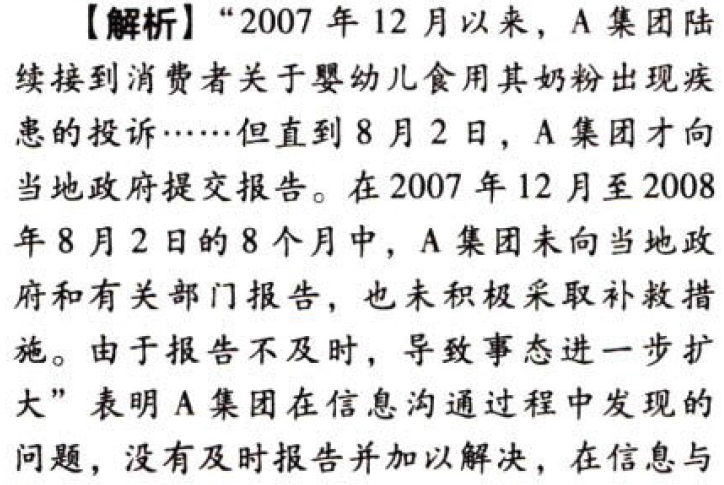 【解析】“2007 年 12 月以来，A 集团陆
续接到消费者关于婴幼儿食用其奶粉出现疾
患的投诉……但直到 8 月 2 日，A 集团才向
当地政府提交报告。在 2007 年 12 月至 2008
年 8 月 2 日的 8 个月中，A 集团未向当地政
府和有关部门报告，也未积极采取补救措
施。由于报告不及时，导致事态进一步扩
大”表明 A 集团在信息沟通过程中发现的
问题，没有及时报告并加以解决，在信息与